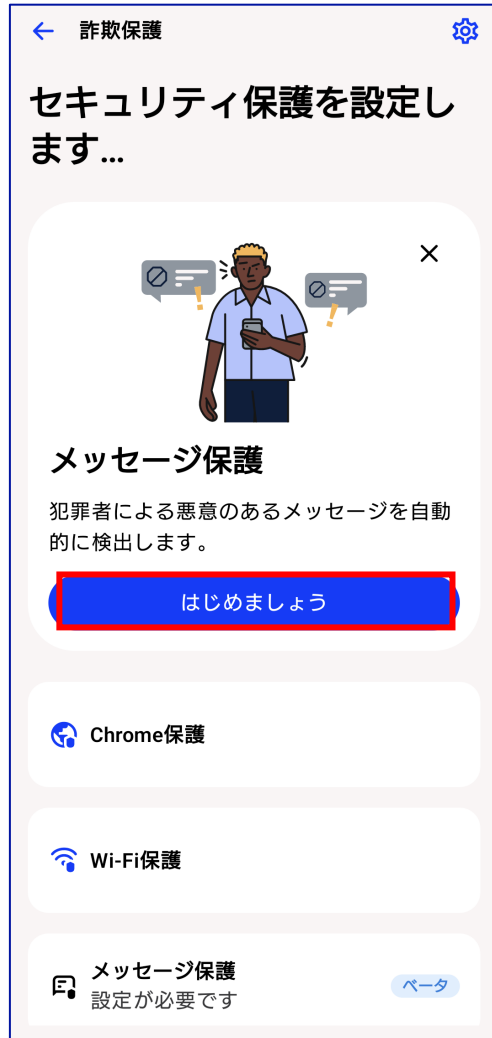 詐欺保護
セキュリティ保護を設定し
ます...
メッセージ保護
犯罪者による悪意のあるメッセージを自動
的に検出します。
はじめましょう
Chrome保護
Wi-Fi保護
メッセージ保護
設定が必要です
ベータ